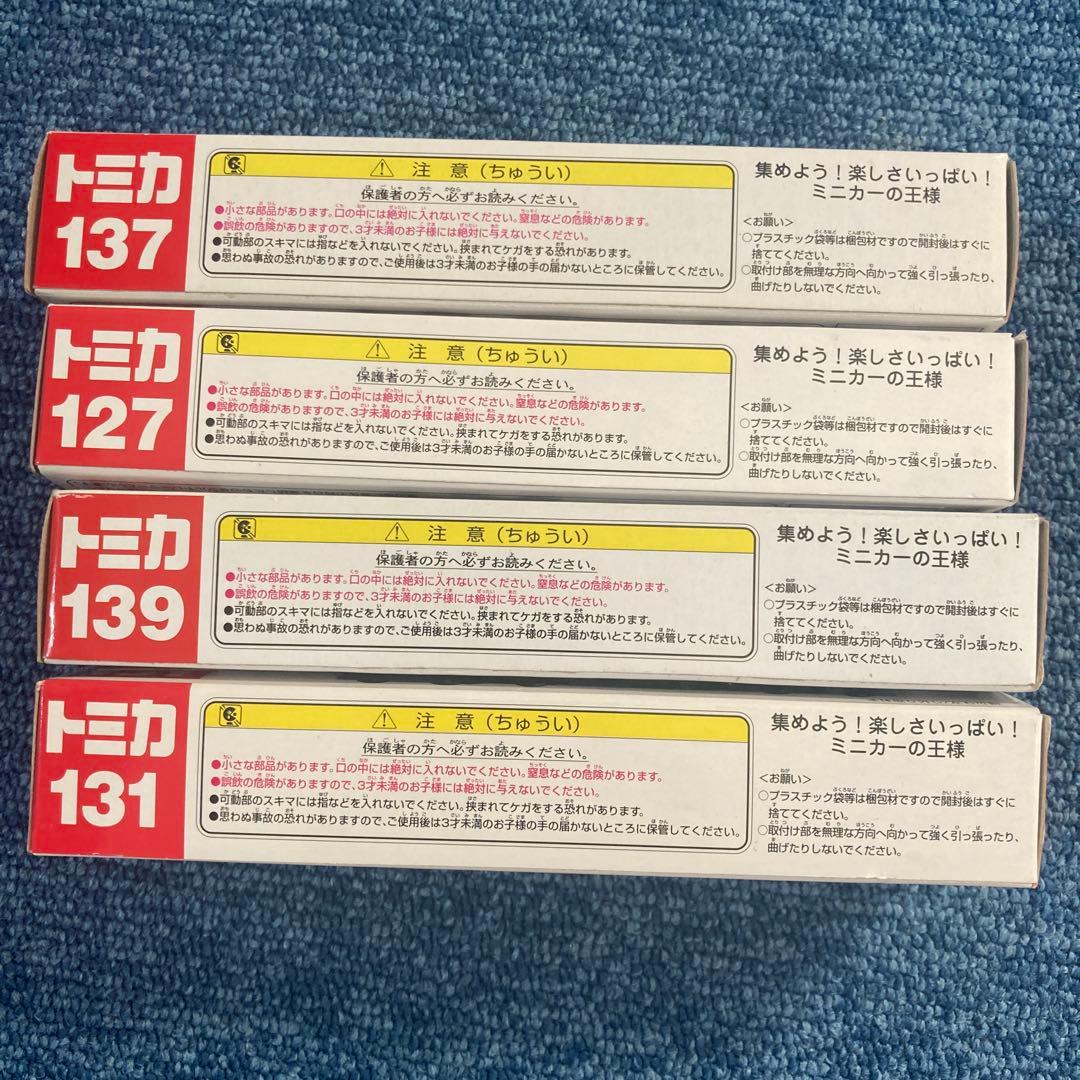 トミカ
137
注 意（ちゅうい）
保護者の方へ必ずお読みください。
●小さな部品があります。口の中には絶対に入れないでください。窒息などの危険があります。
●誤飲の危険がありますので、3才未満のお子様には絶対に与えないでください。
●可動部のスキマには指などを入れないでください。挟まれてケガをする恐れがあります。
●思わぬ事故の恐れがありますので、ご使用後は3才未満のお子様の手の届かないところに保管してください。
集めよう！楽しさいっぱい！
ミニカーの王様
<お願い>
○プラスチック袋等は梱包材ですので開封後はすぐに
捨ててください。
○取付け部を無理な方向へ向かって強く引っ張ったり、
曲げたりしないでください。
トミカ
127
注 意（ちゅうい）
保護者の方へ必ずお読みください。
●小さな部品があります。口の中には絶対に入れないでください。窒息などの危険があります。
●誤飲の危険がありますので、3才未満のお子様には絶対に与えないでください。
●可動部のスキマには指などを入れないでください。挟まれてケガをする恐れがあります。
●思わぬ事故の恐れがありますので、ご使用後は3才未満のお子様の手の届かないところに保管してください。
集めよう！楽しさいっぱい！
ミニカーの王様
<お願い>
○プラスチック袋等は梱包材ですので開封後はすぐに
捨ててください。
○取付け部を無理な方向へ向かって強く引っ張ったり、
曲げたりしないでください。
トミカ
139
注 意（ちゅうい）
保護者の方へ必ずお読みください。
●小さな部品があります。口の中には絶対に入れないでください。窒息などの危険があります。
●誤飲の危険がありますので、3才未満のお子様には絶対に与えないでください。
●可動部のスキマには指などを入れないでください。挟まれてケガをする恐れがあります。
●思わぬ事故の恐れがありますので、ご使用後は3才未満のお子様の手の届かないところに保管してください。
集めよう！楽しさいっぱい！
ミニカーの王様
<お願い>
○プラスチック袋等は梱包材ですので開封後はすぐに
捨ててください。
○取付け部を無理な方向へ向かって強く引っ張ったり、
曲げたりしないでください。
トミカ
131
注 意（ちゅうい）
保護者の方へ必ずお読みください。
●小さな部品があります。口の中には絶対に入れないでください。窒息などの危険があります。
●誤飲の危険がありますので、3才未満のお子様には絶対に与えないでください。
●可動部のスキマには指などを入れないでください。挟まれてケガをする恐れがあります。
●思わぬ事故の恐れがありますので、ご使用後は3才未満のお子様の手の届かないところに保管してください。
集めよう！楽しさいっぱい！
ミニカーの王様
<お願い>
○プラスチック袋等は梱包材ですので開封後はすぐに
捨ててください。
○取付け部を無理な方向へ向かって強く引っ張ったり、
曲げたりしないでください。